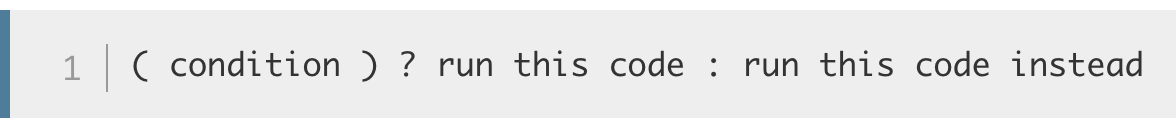 1 ( condition ) ? run this code : run this code instead